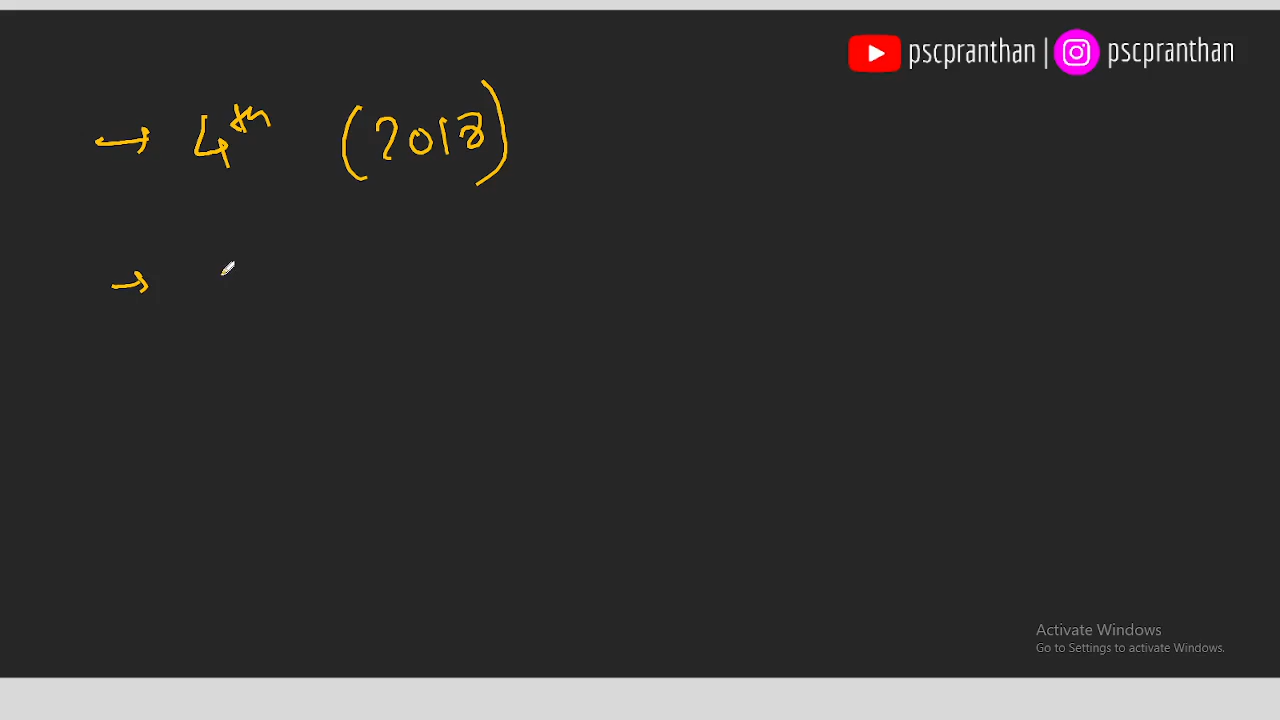 pscpranthan | pscpranthan
→ 4th (2018)
→
Activate Windows
Go to Settings to activate Windows.